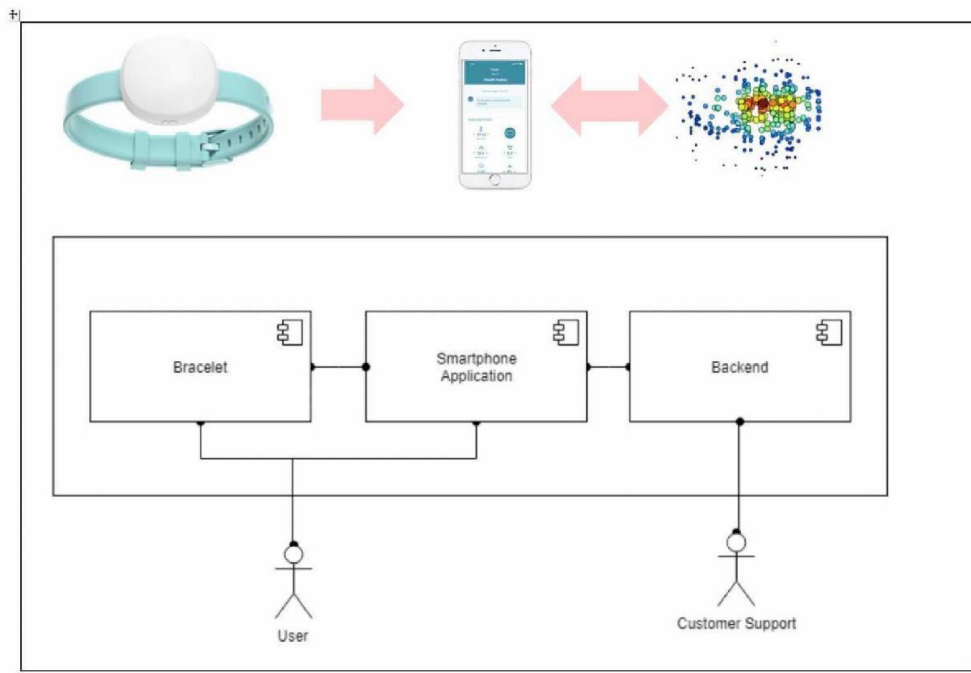 Bracelet
Smartphone
Application
Backend
User
Customer Support